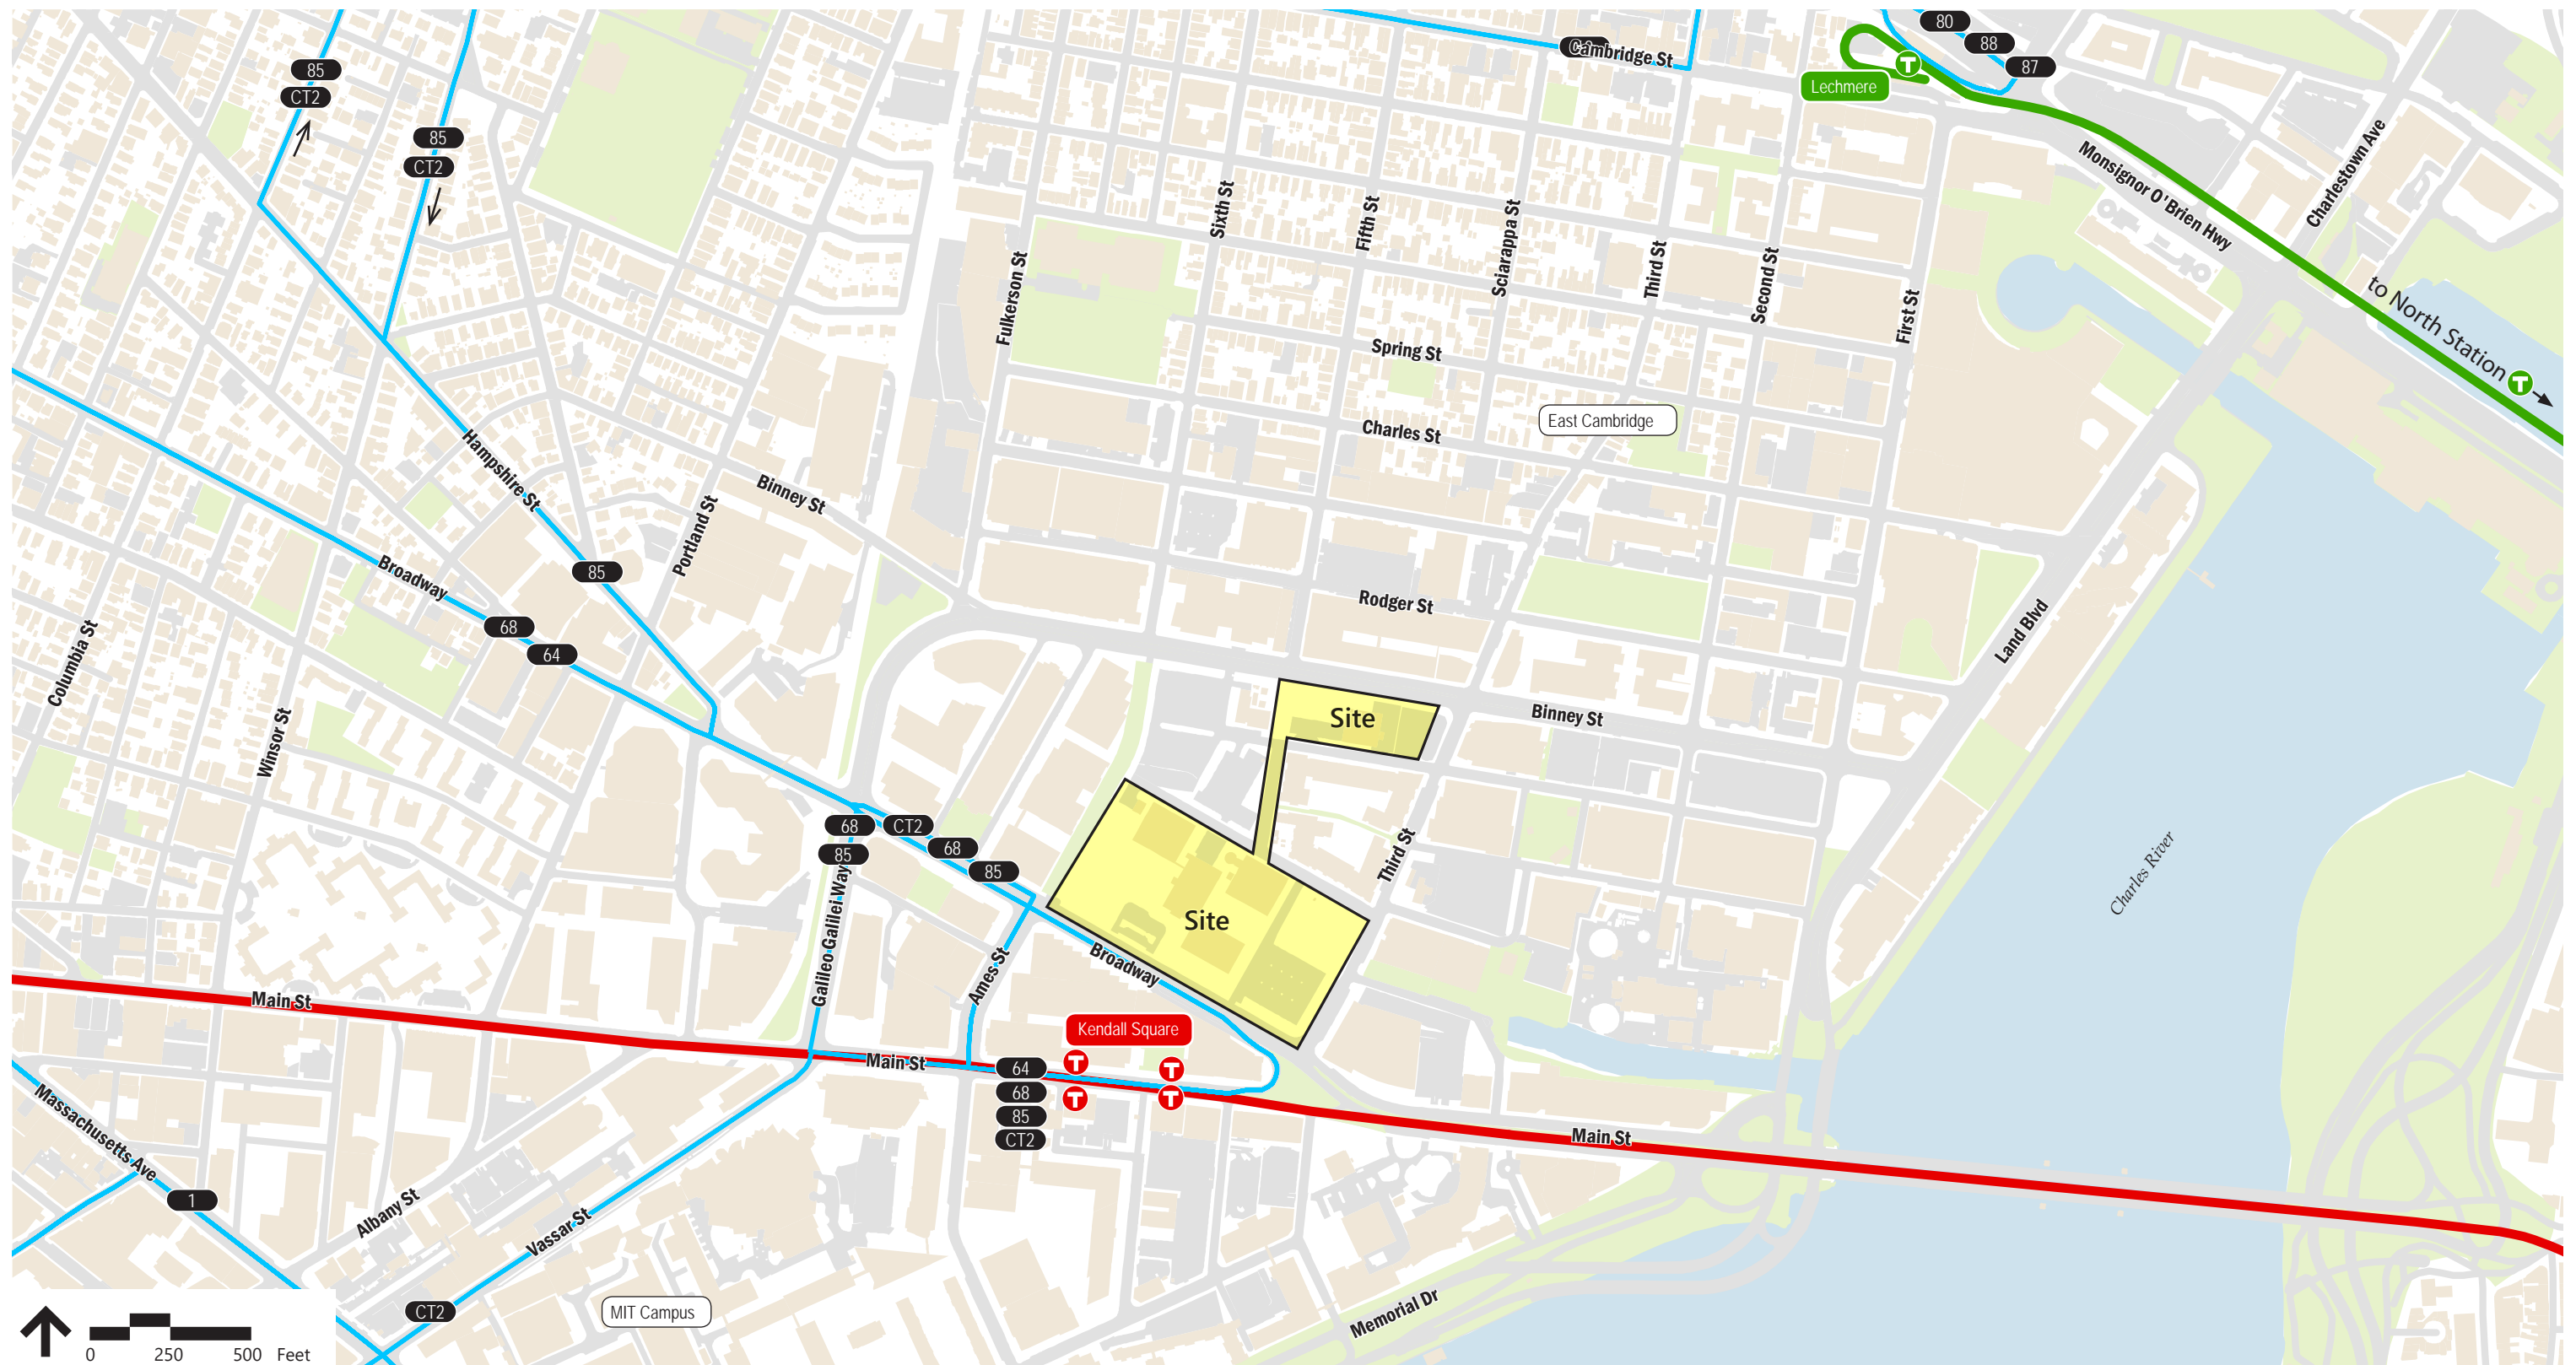 80
85
Cambridge St
88
87
T
Lechmere
CT2
85
CT2
Monsignor O'Brien Hwy
Charlestown Ave
Sixth St
Fifth St
Sciarappa St
Third St
Second St
Fulkerson St
First St
to North Station T
Spring St
East Cambridge
Charles St
Hampshire St
Binney St
Portland St
85
Broadway
Rodger St
68
64
Columbia St
Land Blvd
Winsor St
Site
Binney St
68
CT2
85
68
85
Third St
Charles River
Galileo Galilei Way
Site
Ames St
Broadway
Main St
Kendall Square
Main St
T
T
64
68
T
T
85
CT2
Main St
Massachusetts Ave
1
Albany St
Vassar St
CT2
MIT Campus
Memorial Dr
0 250 500 Feet